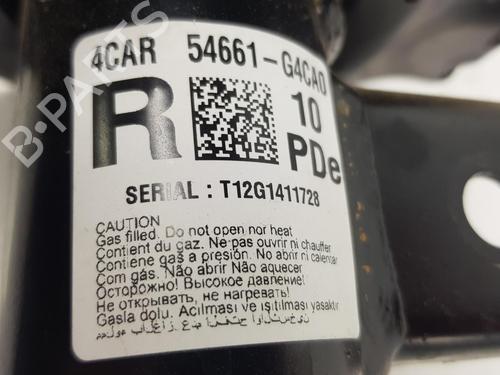 4CAR 54661-G4CA0
R
10
PDe
SERIAL : T12G1411728
CAUTION
Gas filled. Do not open nor heat
Contient du gaz. Ne pas ouvrir ni chauffer
Contiene gas a presión. No abrir ni calentar
Com gás. Não abrir Não aquecer
Осторожно! Высокое давление!
Не открывать, не нагревать!
Gasla dolu. Acılması ve ısıtılması yasaktır
B-PARTS